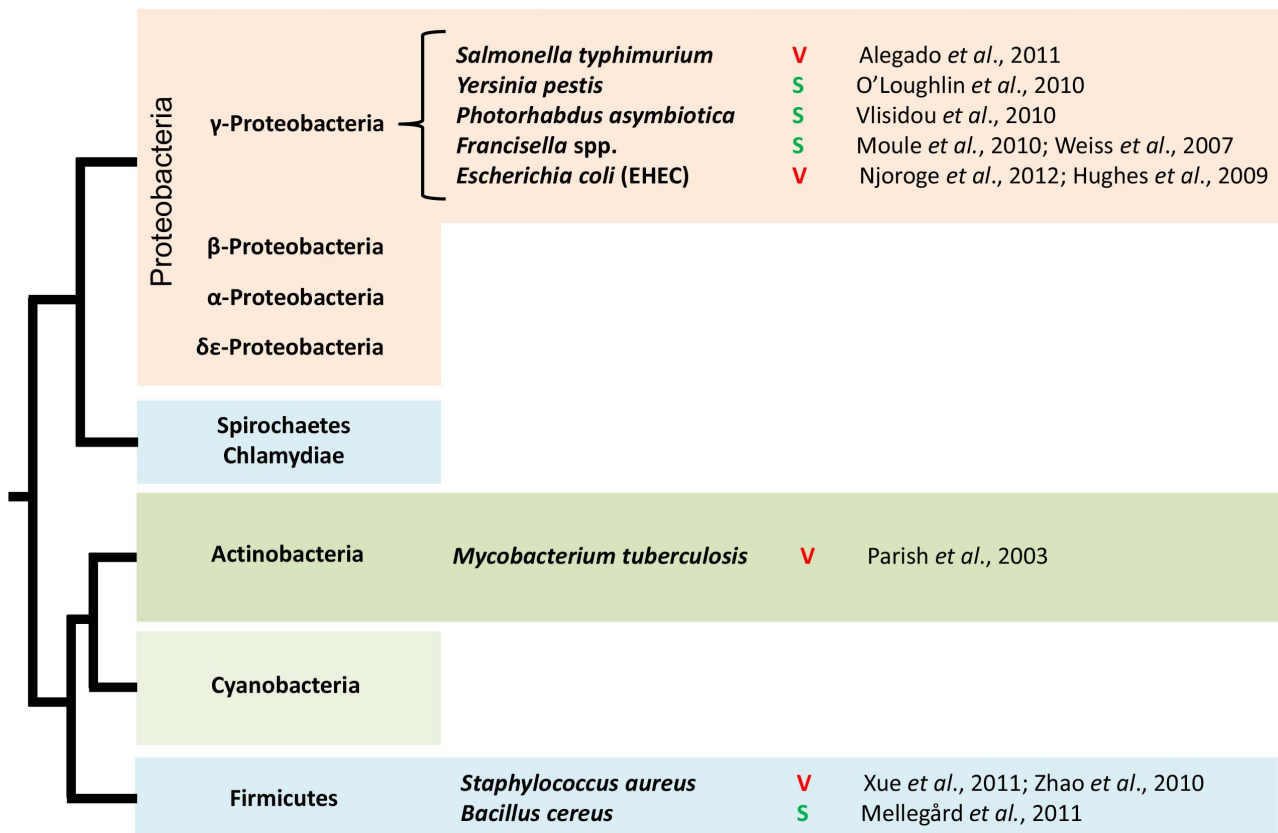 Proteobacteria
γ-Proteobacteria
Salmonella typhimurium V Alegado et al., 2011
Yersinia pestis S O'Loughlin et al., 2010
Photorhabdus asymbiotica S Vlisidou et al., 2010
Francisella spp. S Moule et al., 2010; Weiss et al., 2007
Escherichia coli (EHEC) V Njoroge et al., 2012; Hughes et al., 2009
β-Proteobacteria
α-Proteobacteria
δε-Proteobacteria
Spirochaetes
Chlamydiae
Actinobacteria Mycobacterium tuberculosis V Parish et al., 2003
Cyanobacteria
Firmicutes
Staphylococcus aureus V Xue et al., 2011; Zhao et al., 2010
Bacillus cereus S Mellegård et al., 2011